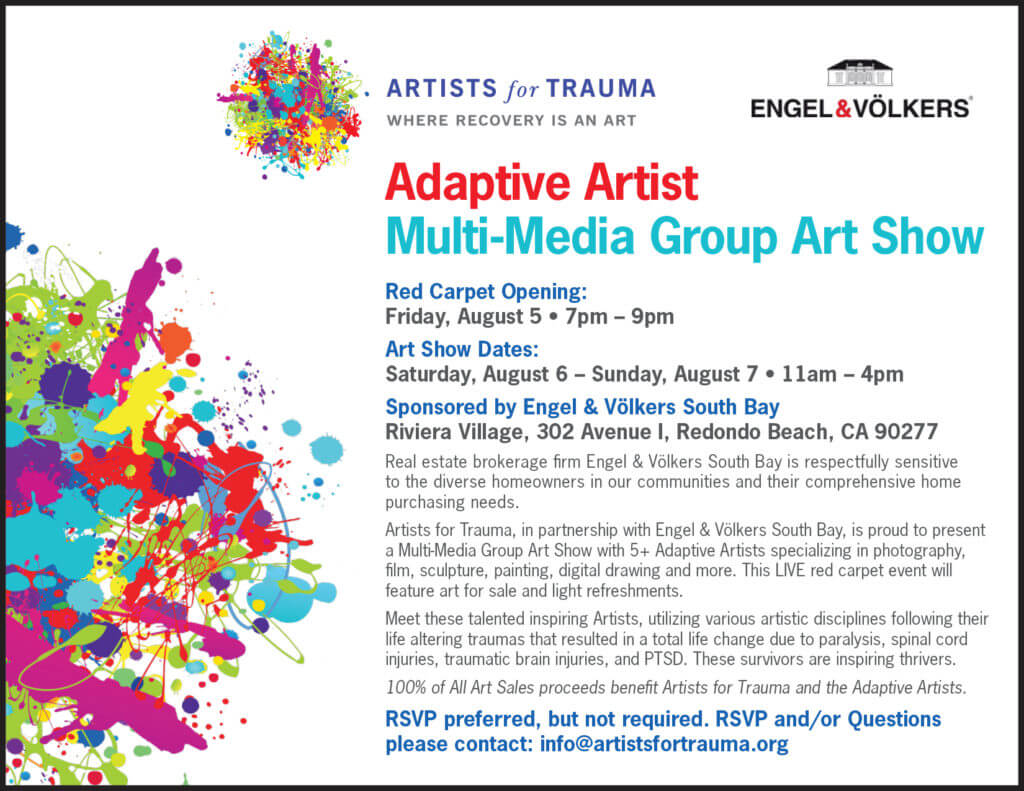 ARTISTS for TRAUMA
WHERE RECOVERY IS AN ART
ENGEL&VÖLKERS®
Adaptive Artist
Multi-Media Group Art Show
Red Carpet Opening:
Friday, August 5 • 7pm – 9pm
Art Show Dates:
Saturday, August 6 – Sunday, August 7 • 11am – 4pm
Sponsored by Engel & Völkers South Bay
Riviera Village, 302 Avenue I, Redondo Beach, CA 90277
Real estate brokerage firm Engel & Völkers South Bay is respectfully sensitive
to the diverse homeowners in our communities and their comprehensive home
purchasing needs.
Artists for Trauma, in partnership with Engel & Völkers South Bay, is proud to present
a Multi-Media Group Art Show with 5+ Adaptive Artists specializing in photography,
film, sculpture, painting, digital drawing and more. This LIVE red carpet event will
feature art for sale and light refreshments.
Meet these talented inspiring Artists, utilizing various artistic disciplines following their
life altering traumas that resulted in a total life change due to paralysis, spinal cord
injuries, traumatic brain injuries, and PTSD. These survivors are inspiring thrivers.
100% of All Art Sales proceeds benefit Artists for Trauma and the Adaptive Artists.
RSVP preferred, but not required. RSVP and/or Questions
please contact: info@artistsfortrauma.org